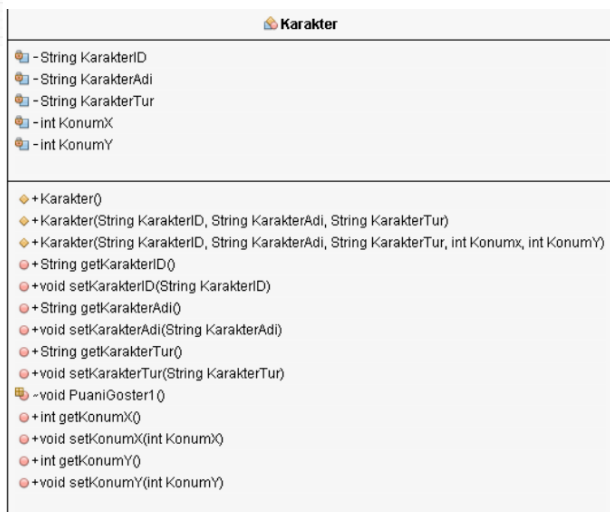 Karakter
-String KarakterID
-String KarakterAdi
-String KarakterTur
-int KonumX
-int KonumY
+Karakter()
+Karakter(String KarakterID, String KarakterAdi, String KarakterTur)
+Karakter(String KarakterID, String KarakterAdi, String KarakterTur, int Konumx, int KonumY)
+String getKarakterID()
+void setKarakterID(String KarakterID)
+String getKarakterAdi()
+void setKarakterAdi(String KarakterAdi)
+String getKarakterTur()
+void setKarakterTur(String KarakterTur)
~void PuaniGoster1()
+int getKonumX()
+void setKonumX(int KonumX)
+int getKonumY()
+void setKonumY(int KonumY)